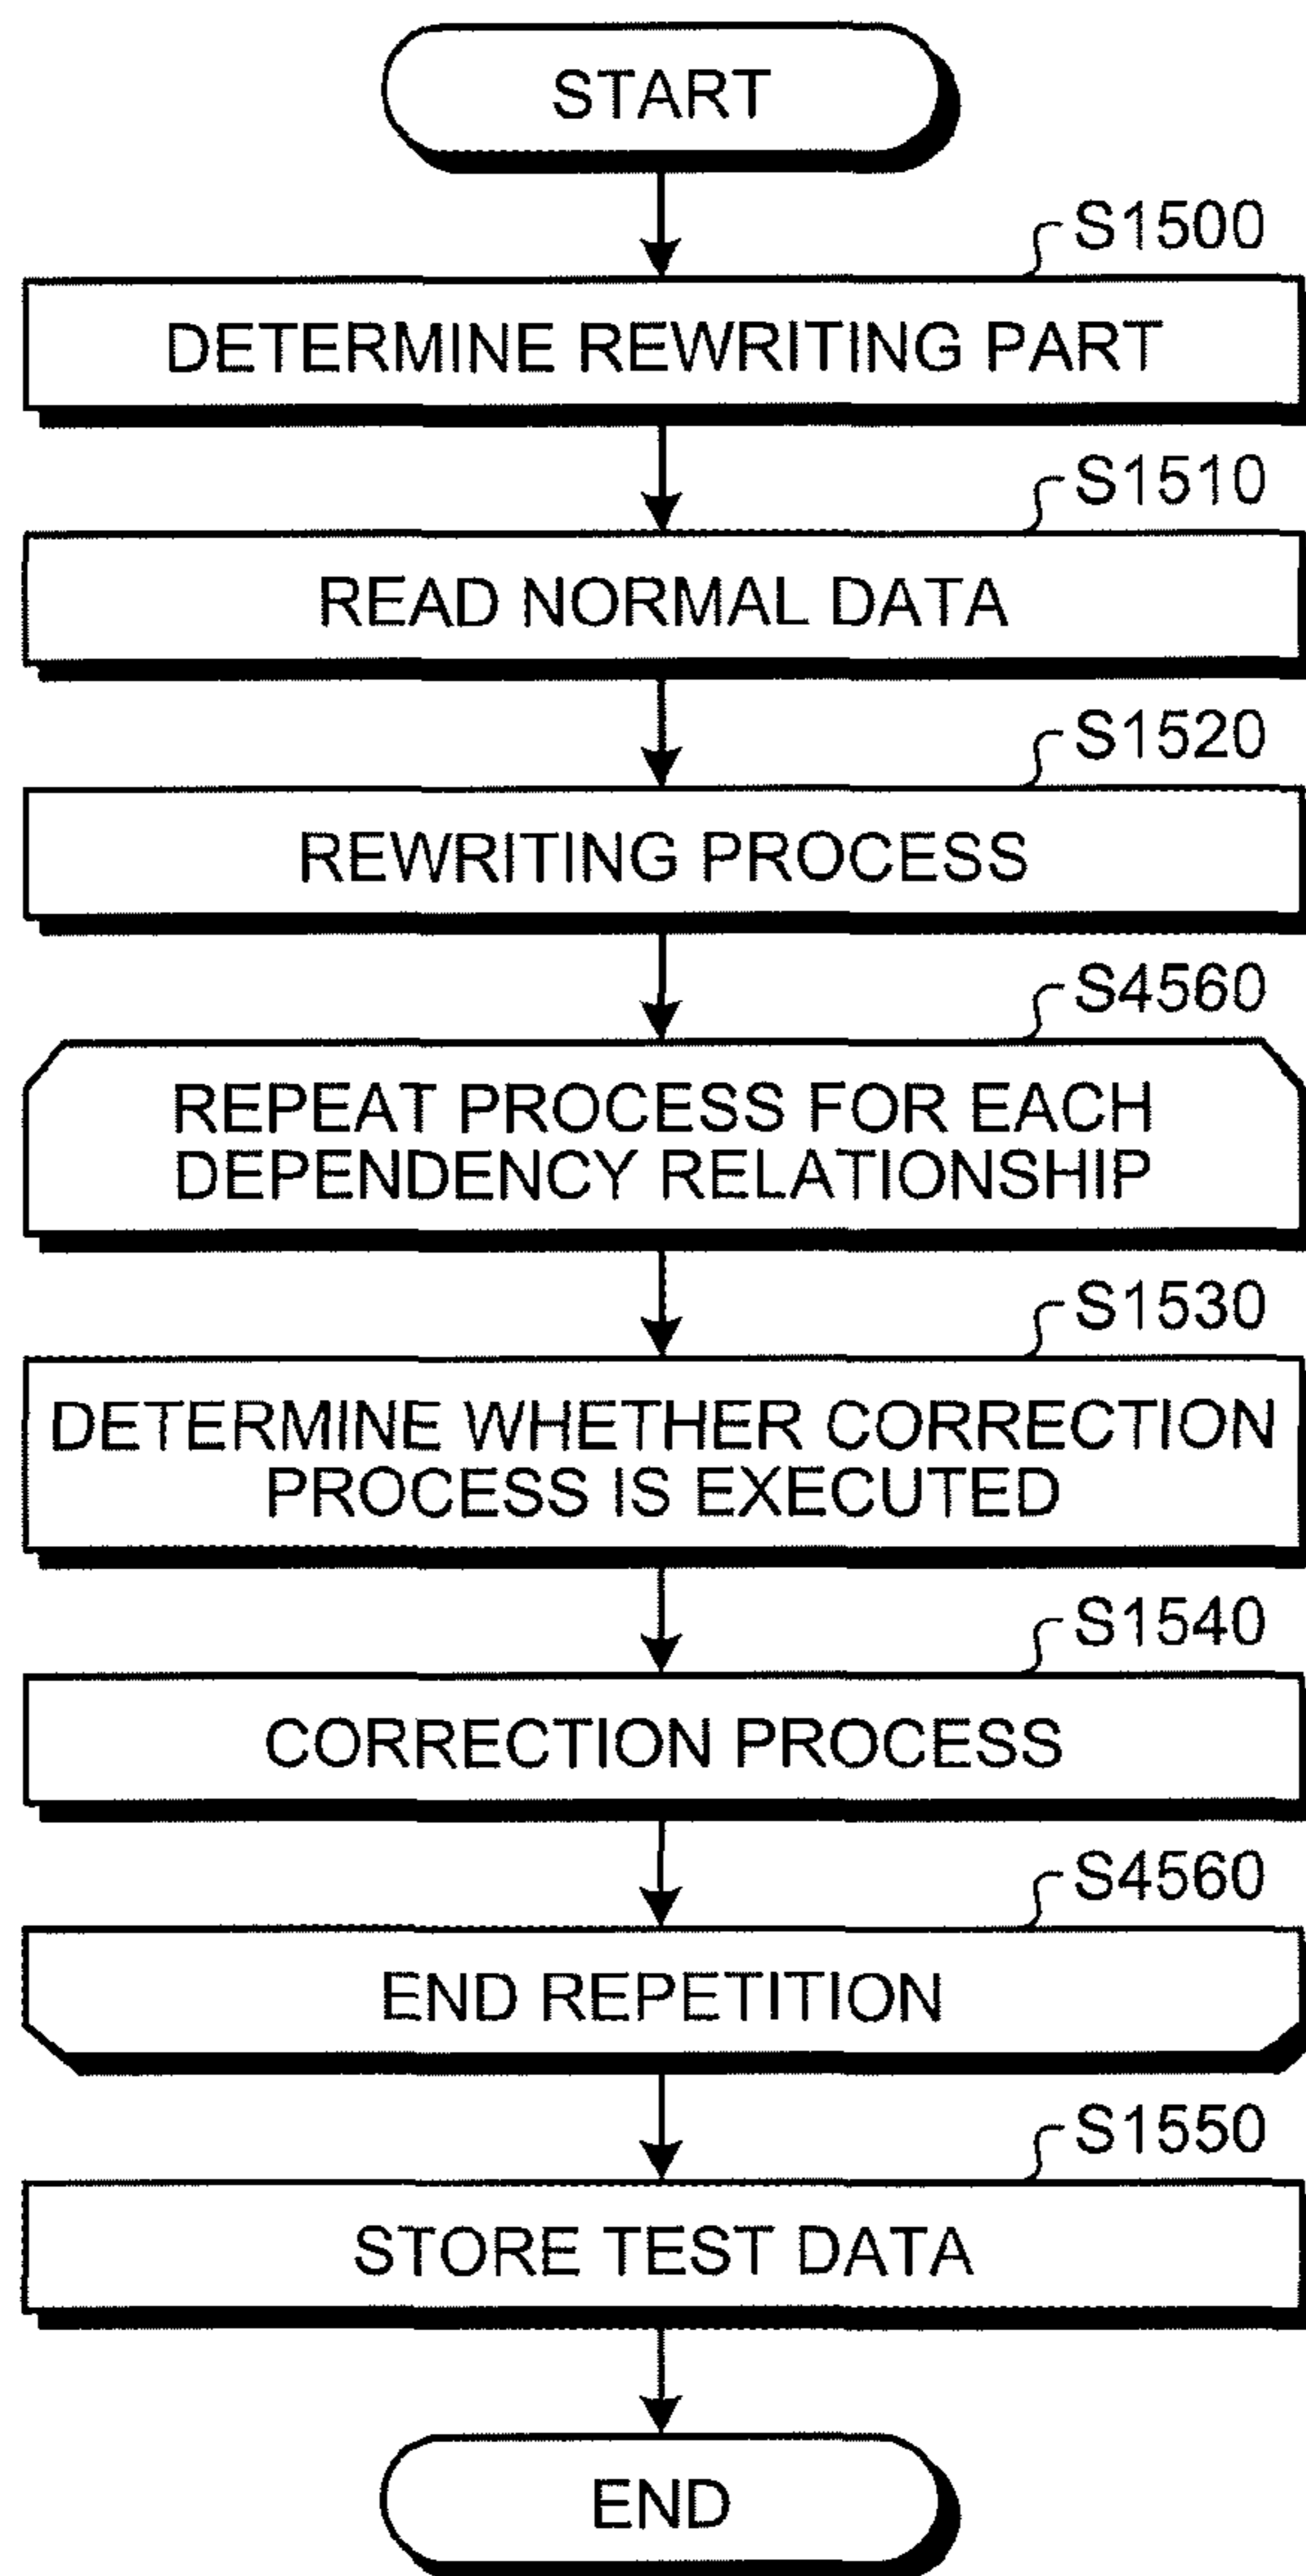 START
S1500
DETERMINE REWRITING PART
S1510
READ NORMAL DATA
S1520
REWRITING PROCESS
S4560
REPEAT PROCESS FOR EACH
DEPENDENCY RELATIONSHIP
S1530
DETERMINE WHETHER CORRECTION
PROCESS IS EXECUTED
S1540
CORRECTION PROCESS
S4560
END REPETITION
S1550
STORE TEST DATA
END